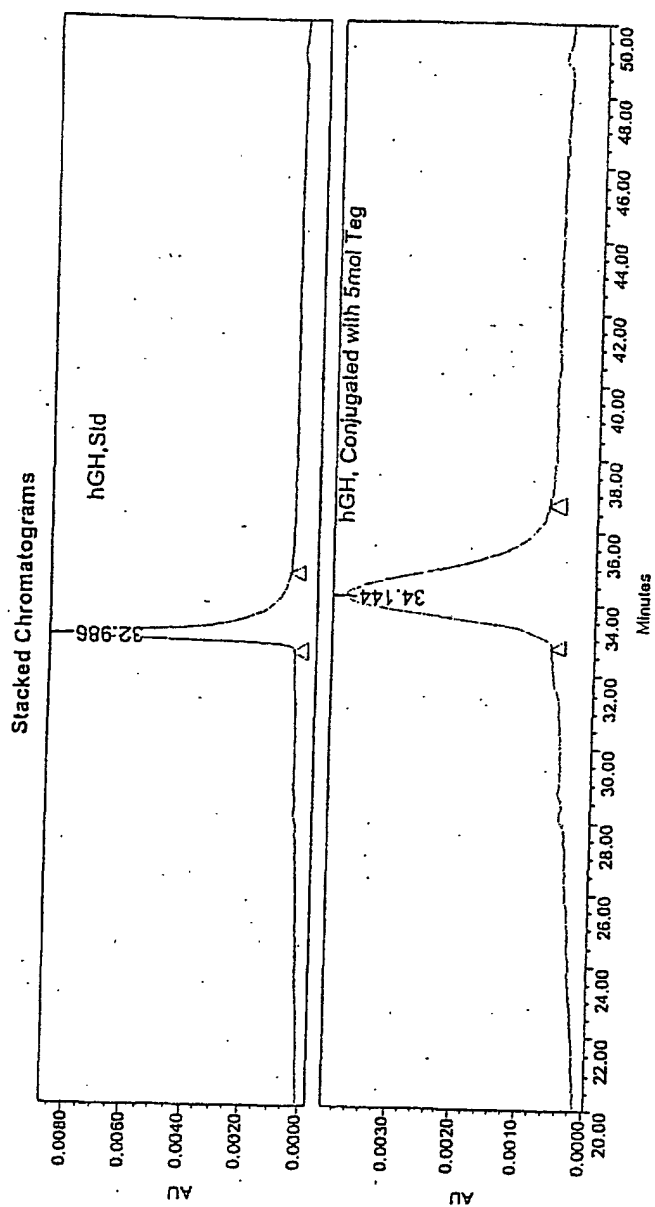 Stacked Chromatograms
hGH,Std
32.986
AU
0.0080
0.0060
0.0040
0.0020
0.0000
hGH, Conjugated with 5mol Teg
34.144
AU
0.0030
0.0020
0.0010
0.0000
20.00 22.00 24.00 26.00 28.00 30.00 32.00 34.00 36.00 38.00 40.00 42.00 44.00 46.00 48.00 50.00
Minutes